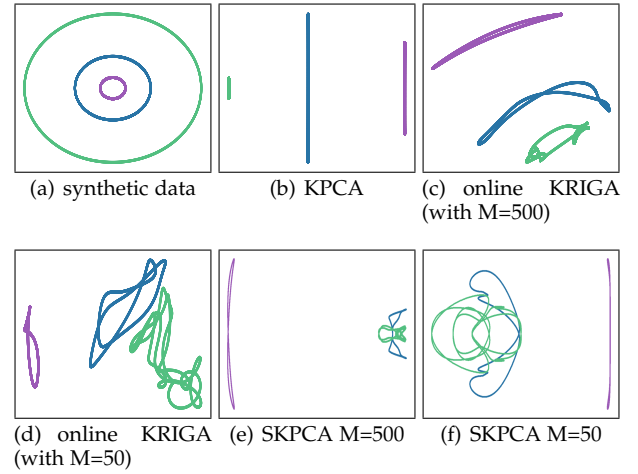 (a) synthetic data
(b) KPCA
(c) online KRIGA
(with M=500)
(d) online KRIGA
(with M=50)
(e) SKPCA M=500
(f) SKPCA M=50